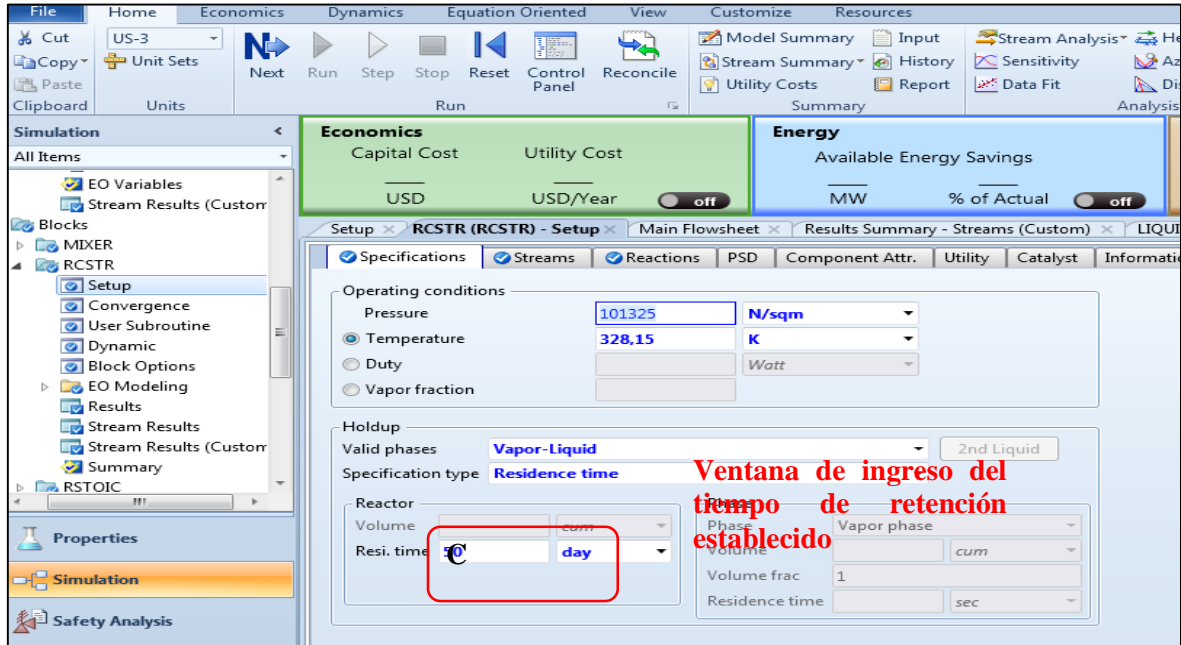 File Home Economics Dynamics Equation Oriented View Customize Resources
Cut US-3 Model Summary Input Stream Analysis He
Copy Unit Sets Next Run Step Stop Reset Control Panel Reconcile Stream Summary History Sensitivity Az
Paste Utility Costs Report Data Fit Di
Clipboard Units Run Summary Analysis
Simulation <
All Items
EO Variables
Stream Results (Custom
Blocks
MIXER
RCSTR
Setup
Convergence
User Subroutine
Dynamic
Block Options
EO Modeling
Results
Stream Results
Stream Results (Custom
Summary
RSTOIC
Properties
Simulation
Safety Analysis
Economics
Capital Cost Utility Cost
USD USD/Year off
Energy
Available Energy Savings
MW % of Actual off
Setup × RCSTR (RCSTR) - Setup × Main Flowsheet × Results Summary - Streams (Custom) × LIQUI
Specifications Streams Reactions PSD Component Attr. Utility Catalyst Informati
Operating conditions
Pressure 101325 N/sqm
Temperature 328,15 K
Duty Watt
Vapor fraction
Holdup
Valid phases Vapor-Liquid 2nd Liquid
Specification type Residence time
Reactor
Volume cum
Resi. time 50 day
C
Phase
Phase Vapor phase
Volume cum
Volume frac 1
Residence time sec
Ventana de ingreso del
tiempo de retención
establecido